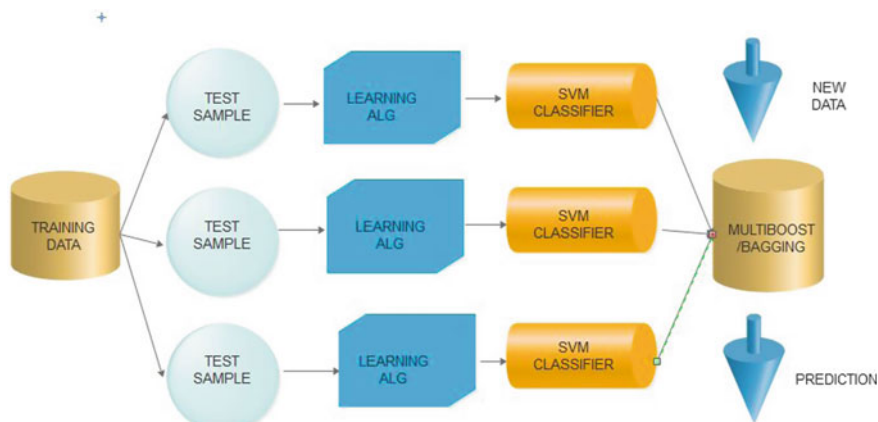 TRAINING
DATA
TEST
SAMPLE
LEARNING
ALG
SVM
CLASSIFIER
TEST
SAMPLE
LEARNING
ALG
SVM
CLASSIFIER
TEST
SAMPLE
LEARNING
ALG
SVM
CLASSIFIER
NEW
DATA
MULTIBOOST
/BAGGING
PREDICTION